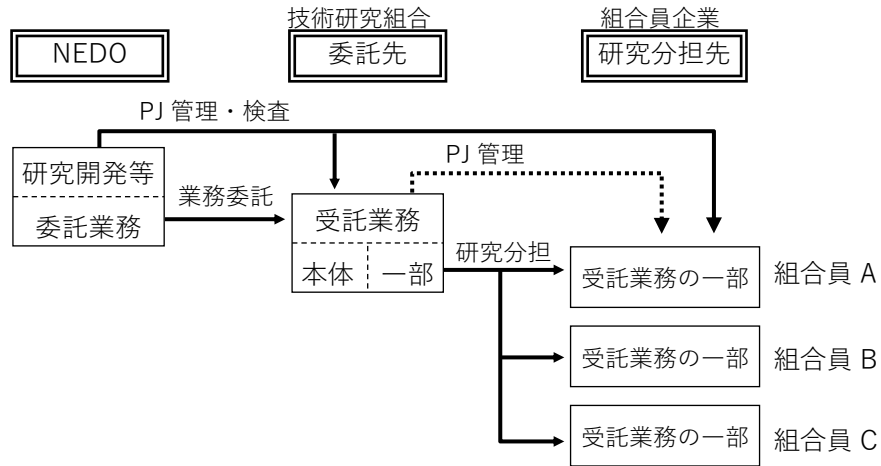 技術研究組合
組合員企業
NEDO
委託先
研究分担先
PJ 管理・検査
PJ 管理
研究開発等
委託業務
業務委託
受託業務
本体
一部
研究分担
受託業務の一部
組合員 A
受託業務の一部
組合員 B
受託業務の一部
組合員 C